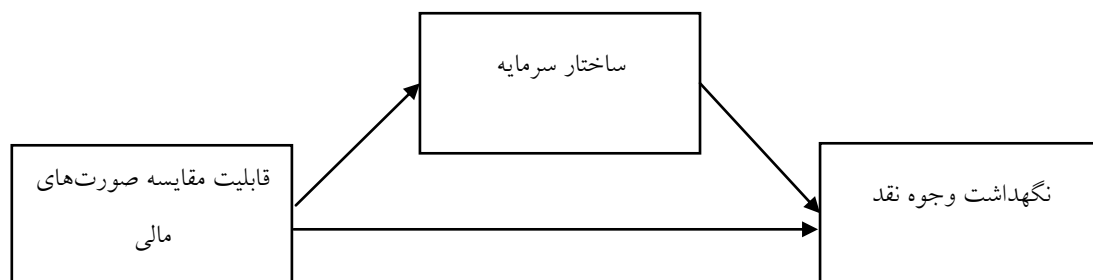 ساختار سرمایه
قابلیت مقایسه صورت‌های
مالی
نگهداشت وجوه نقد